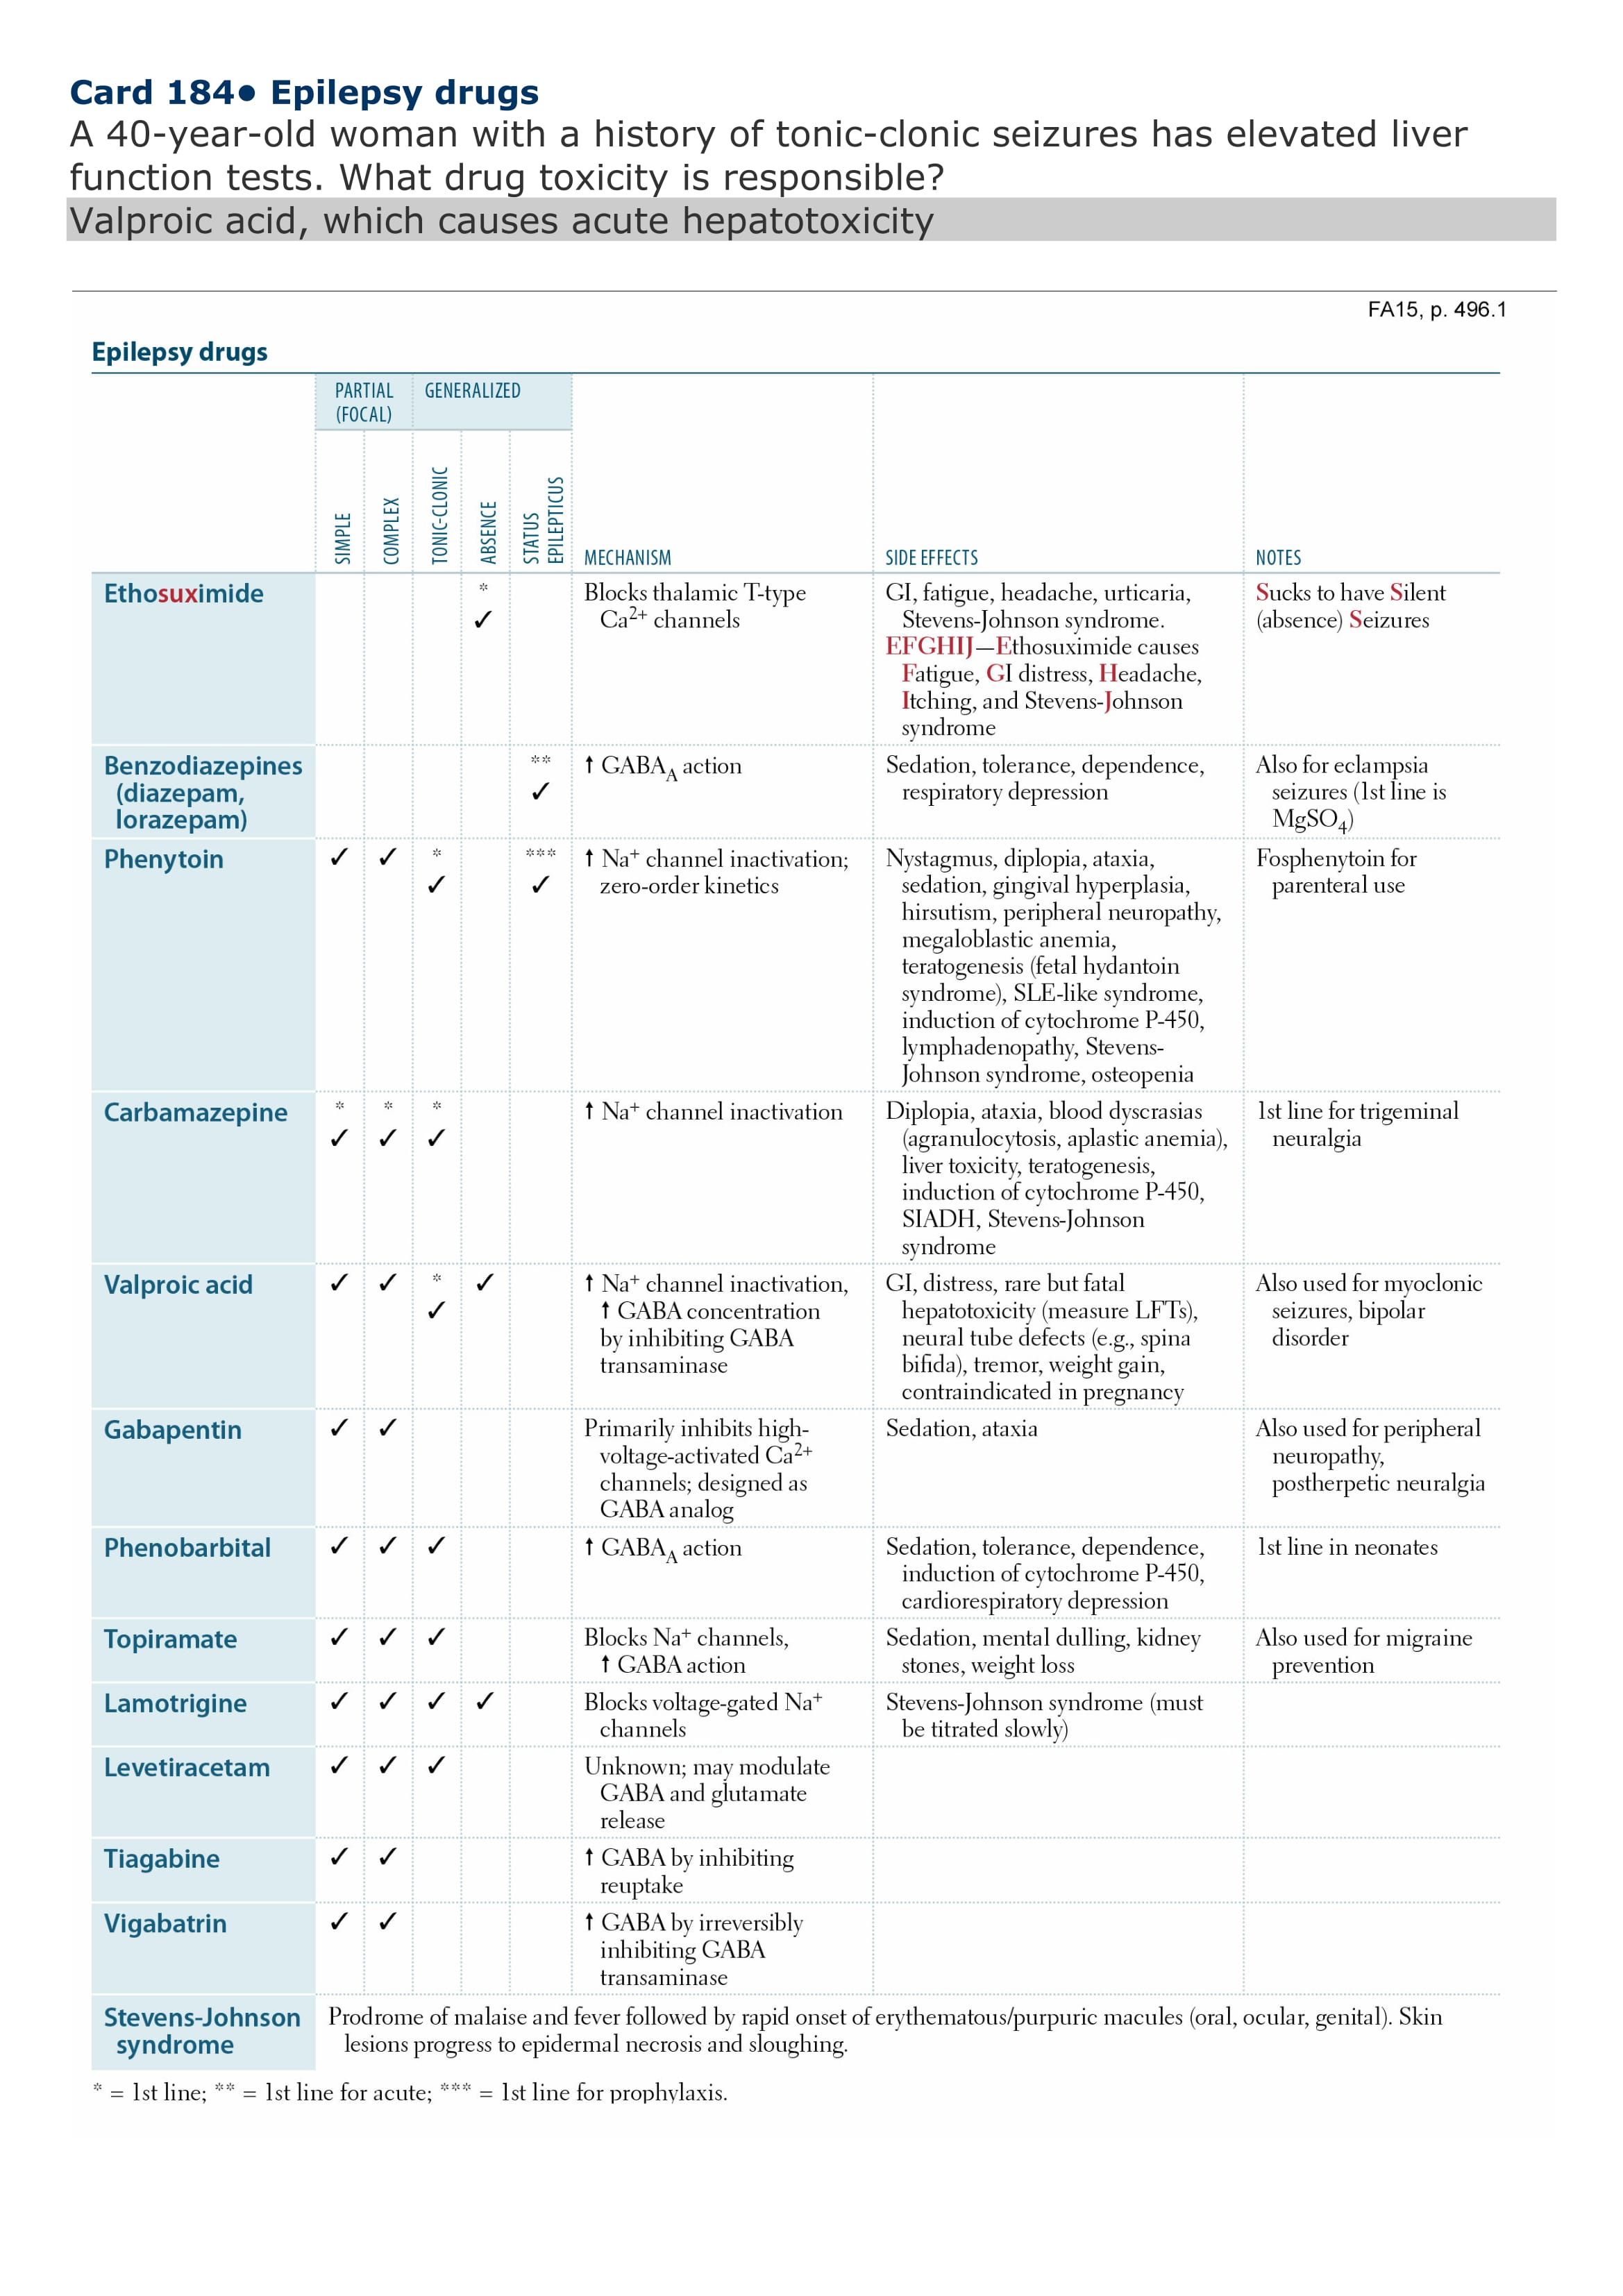 Card 184● Epilepsy drugs
A 40-year-old woman with a history of tonic-clonic seizures has elevated liver
function tests. What drug toxicity is responsible?
Valproic acid, which causes acute hepatotoxicity
FA15, p. 496.1
Epilepsy drugs
PARTIAL
(FOCAL)
GENERALIZED
SIMPLE
COMPLEX
TONIC-CLONIC
ABSENCE
STATUS
EPILEPTICUS
MECHANISM
SIDE EFFECTS
NOTES
Ethosuximide
*
✓
Blocks thalamic T-type
Ca²⁺ channels
GI, fatigue, headache, urticaria,
Stevens-Johnson syndrome.
EFGHIJ—Ethosuximide causes
Fatigue, GI distress, Headache,
Itching, and Stevens-Johnson
syndrome
Sucks to have Silent
(absence) Seizures
Benzodiazepines
(diazepam,
lorazepam)
**
✓
↑ GABA_A action
Sedation, tolerance, dependence,
respiratory depression
Also for eclampsia
seizures (1st line is
MgSO₄)
Phenytoin
✓ ✓ * ***
✓ ✓
↑ Na⁺ channel inactivation;
zero-order kinetics
Nystagmus, diplopia, ataxia,
sedation, gingival hyperplasia,
hirsutism, peripheral neuropathy,
megaloblastic anemia,
teratogenesis (fetal hydantoin
syndrome), SLE-like syndrome,
induction of cytochrome P-450,
lymphadenopathy, Stevens-
Johnson syndrome, osteopenia
Fosphenytoin for
parenteral use
Carbamazepine
* * *
✓ ✓ ✓
↑ Na⁺ channel inactivation
Diplopia, ataxia, blood dyscrasias
(agranulocytosis, aplastic anemia),
liver toxicity, teratogenesis,
induction of cytochrome P-450,
SIADH, Stevens-Johnson
syndrome
1st line for trigeminal
neuralgia
Valproic acid
✓ ✓ * ✓
✓
↑ Na⁺ channel inactivation,
↑ GABA concentration
by inhibiting GABA
transaminase
GI, distress, rare but fatal
hepatotoxicity (measure LFTs),
neural tube defects (e.g., spina
bifida), tremor, weight gain,
contraindicated in pregnancy
Also used for myoclonic
seizures, bipolar
disorder
Gabapentin
✓ ✓
Primarily inhibits high-
voltage-activated Ca²⁺
channels; designed as
GABA analog
Sedation, ataxia
Also used for peripheral
neuropathy,
postherpetic neuralgia
Phenobarbital
✓ ✓ ✓
↑ GABA_A action
Sedation, tolerance, dependence,
induction of cytochrome P-450,
cardiorespiratory depression
1st line in neonates
Topiramate
✓ ✓ ✓
Blocks Na⁺ channels,
↑ GABA action
Sedation, mental dulling, kidney
stones, weight loss
Also used for migraine
prevention
Lamotrigine
✓ ✓ ✓ ✓
Blocks voltage-gated Na⁺
channels
Stevens-Johnson syndrome (must
be titrated slowly)
Levetiracetam
✓ ✓ ✓
Unknown; may modulate
GABA and glutamate
release
Tiagabine
✓ ✓
↑ GABA by inhibiting
reuptake
Vigabatrin
✓ ✓
↑ GABA by irreversibly
inhibiting GABA
transaminase
Stevens-Johnson
syndrome
Prodrome of malaise and fever followed by rapid onset of erythematous/purpuric macules (oral, ocular, genital). Skin
lesions progress to epidermal necrosis and sloughing.
* = 1st line; ** = 1st line for acute; *** = 1st line for prophylaxis.